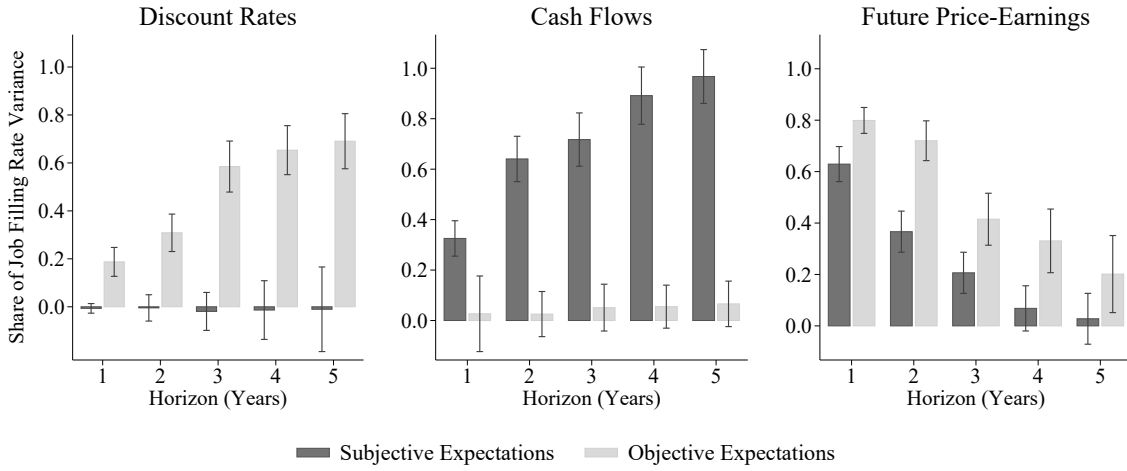 Discount Rates
Cash Flows
Future Price-Earnings
Share of Job Filling Rate Variance
1.0
0.8
0.6
0.4
0.2
0.0
1 2 3 4 5
Horizon (Years)
1.0
0.8
0.6
0.4
0.2
0.0
1 2 3 4 5
Horizon (Years)
1.0
0.8
0.6
0.4
0.2
0.0
1 2 3 4 5
Horizon (Years)
Subjective Expectations
Objective Expectations